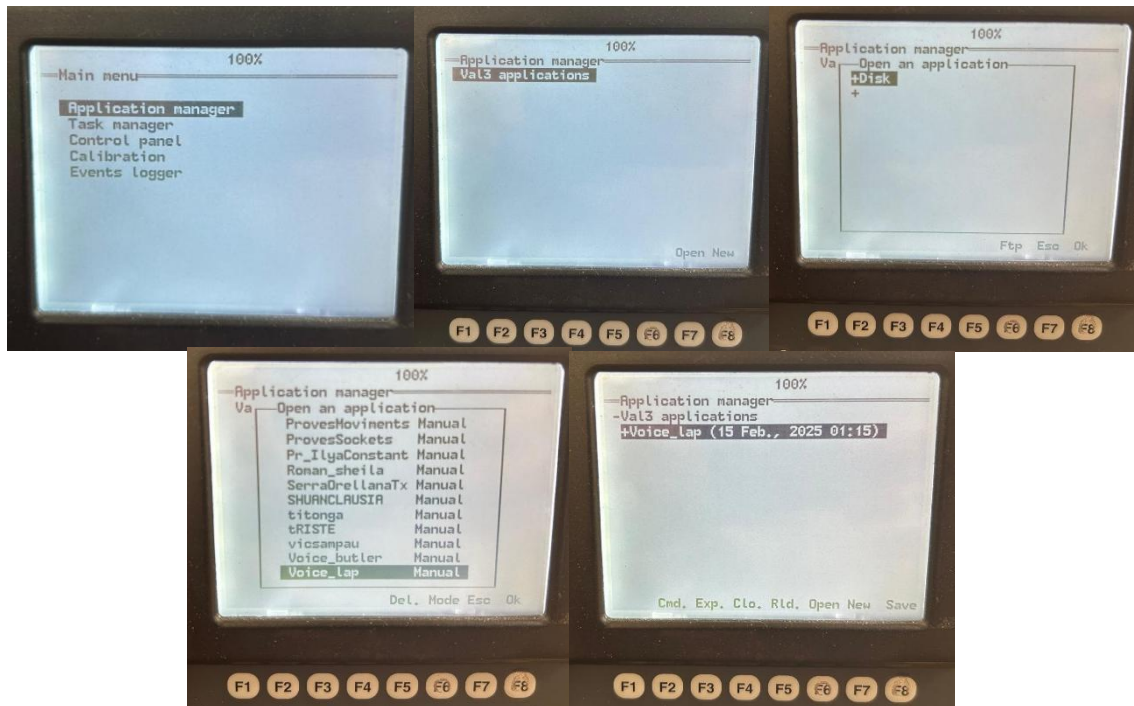 100%
Main menu
Application manager
Task manager
Control panel
Calibration
Events logger
100%
Application manager
Val3 applications
Open New
F1 F2 F3 F4 F5 F6 F7 F8
100%
Application manager
Va Open an application
+Disk
+
Ftp Esc Ok
F1 F2 F3 F4 F5 F6 F7 F8
100%
Application manager
Va Open an application
ProvesMoviments Manual
ProvesSockets Manual
Pr_IlyaConstant Manual
Roman_sheila Manual
SerraOrellanaTx Manual
SHUANCLAUSIA Manual
titonga Manual
tRISTE Manual
vicsampau Manual
Voice_butler Manual
Voice_lap Manual
Del. Mode Esc Ok
F1 F2 F3 F4 F5 F6 F7 F8
100%
Application manager
-Val3 applications
+Voice_lap (15 Feb., 2025 01:15)
Cmd. Exp. Clo. Rld. Open New Save
F1 F2 F3 F4 F5 F6 F7 F8